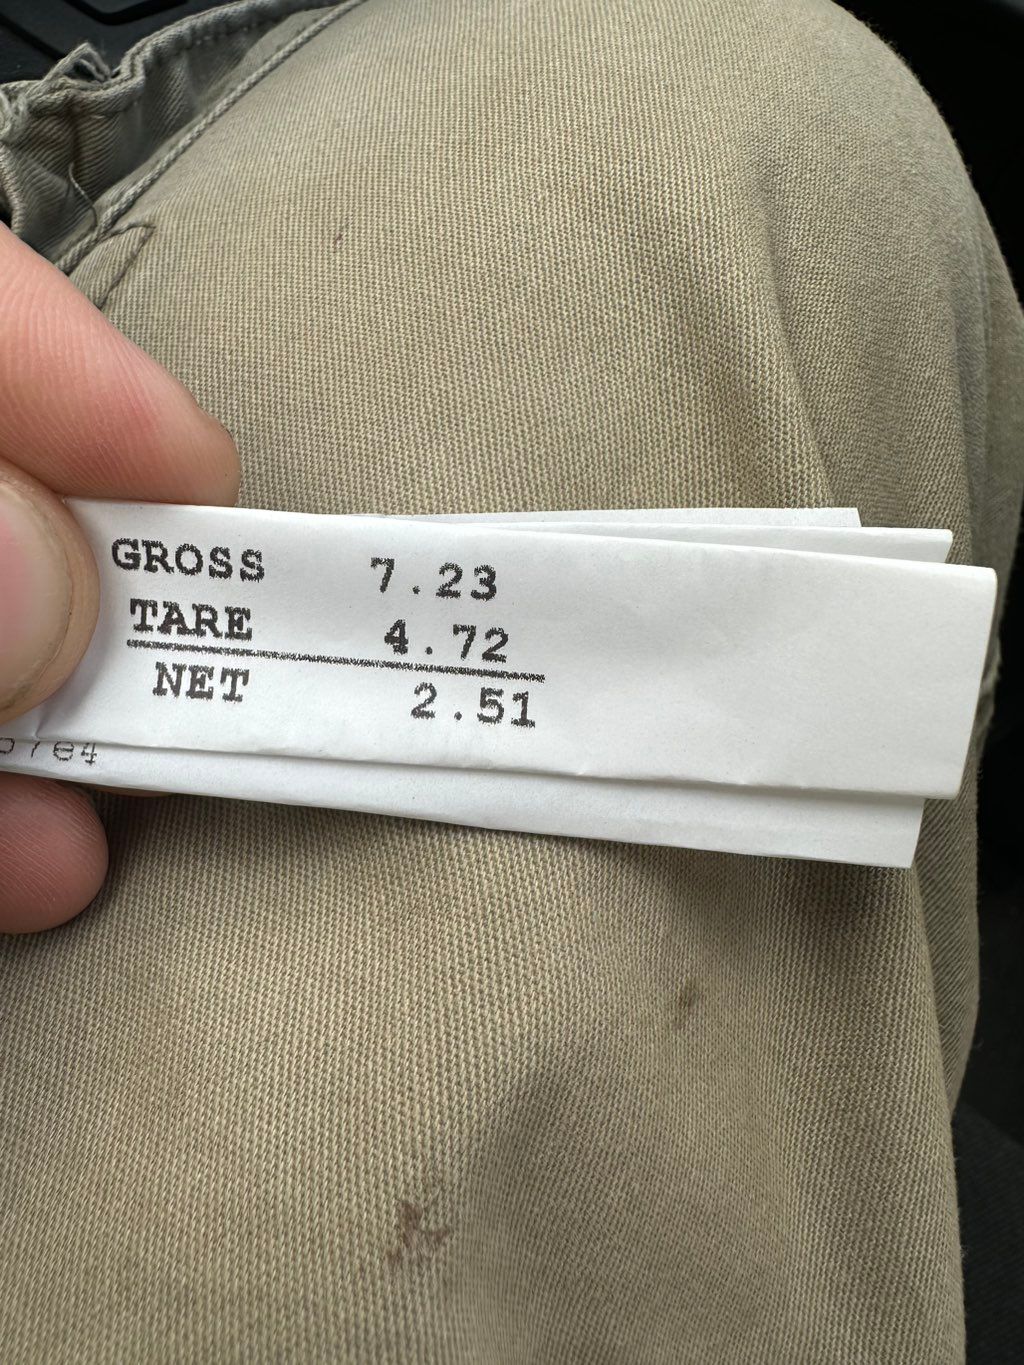 GROSS 7.23
TARE 4.72
NET 2.51